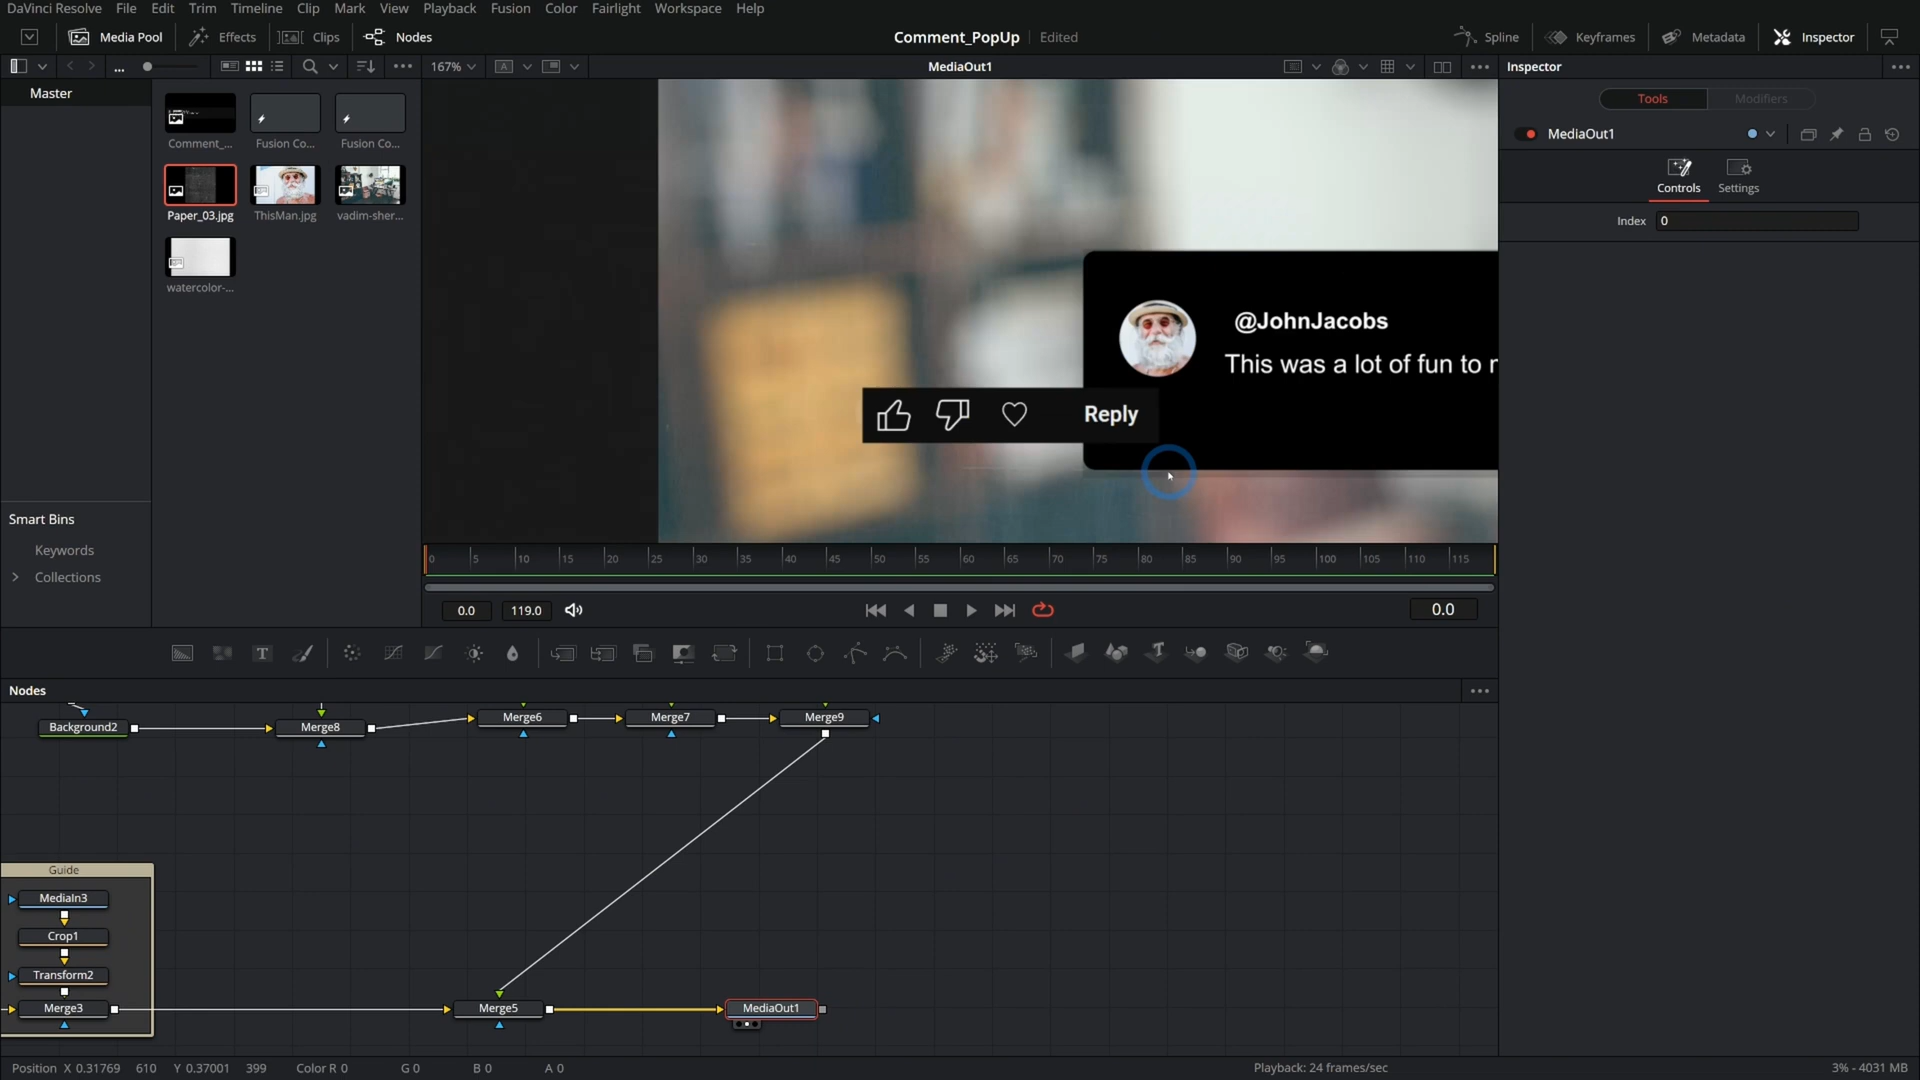 DaVinci Resolve File Edit Trim Timeline Clip Mark View Playback Fusion Color Fairlight Workspace Help
Media Pool Effects Clips Nodes Comment_PopUp Edited Spline Keyframes Metadata Inspector
... 167% A MediaOut1 Inspector
Master
Tools Modifiers
Comment_... Fusion Co... Fusion Co...
MediaOut1
Controls Settings
Paper_03.jpg ThisMan.jpg vadim-sher...
Index 0
watercolor-...
@JohnJacobs
This was a lot of fun to r
Reply
Smart Bins
Keywords
Collections
0 5 10 15 20 25 30 35 40 45 50 55 60 65 70 75 80 85 90 95 100 105 110 115
0.0 119.0 0.0
T T
Nodes
Background2 Merge8 Merge6 Merge7 Merge9
Guide
MediaIn3
Crop1
Transform2
Merge3 Merge5 MediaOut1
Position X 0.31769 610 Y 0.37001 399 Color R 0 G 0 B 0 A 0 Playback: 24 frames/sec 3% - 4031 MB